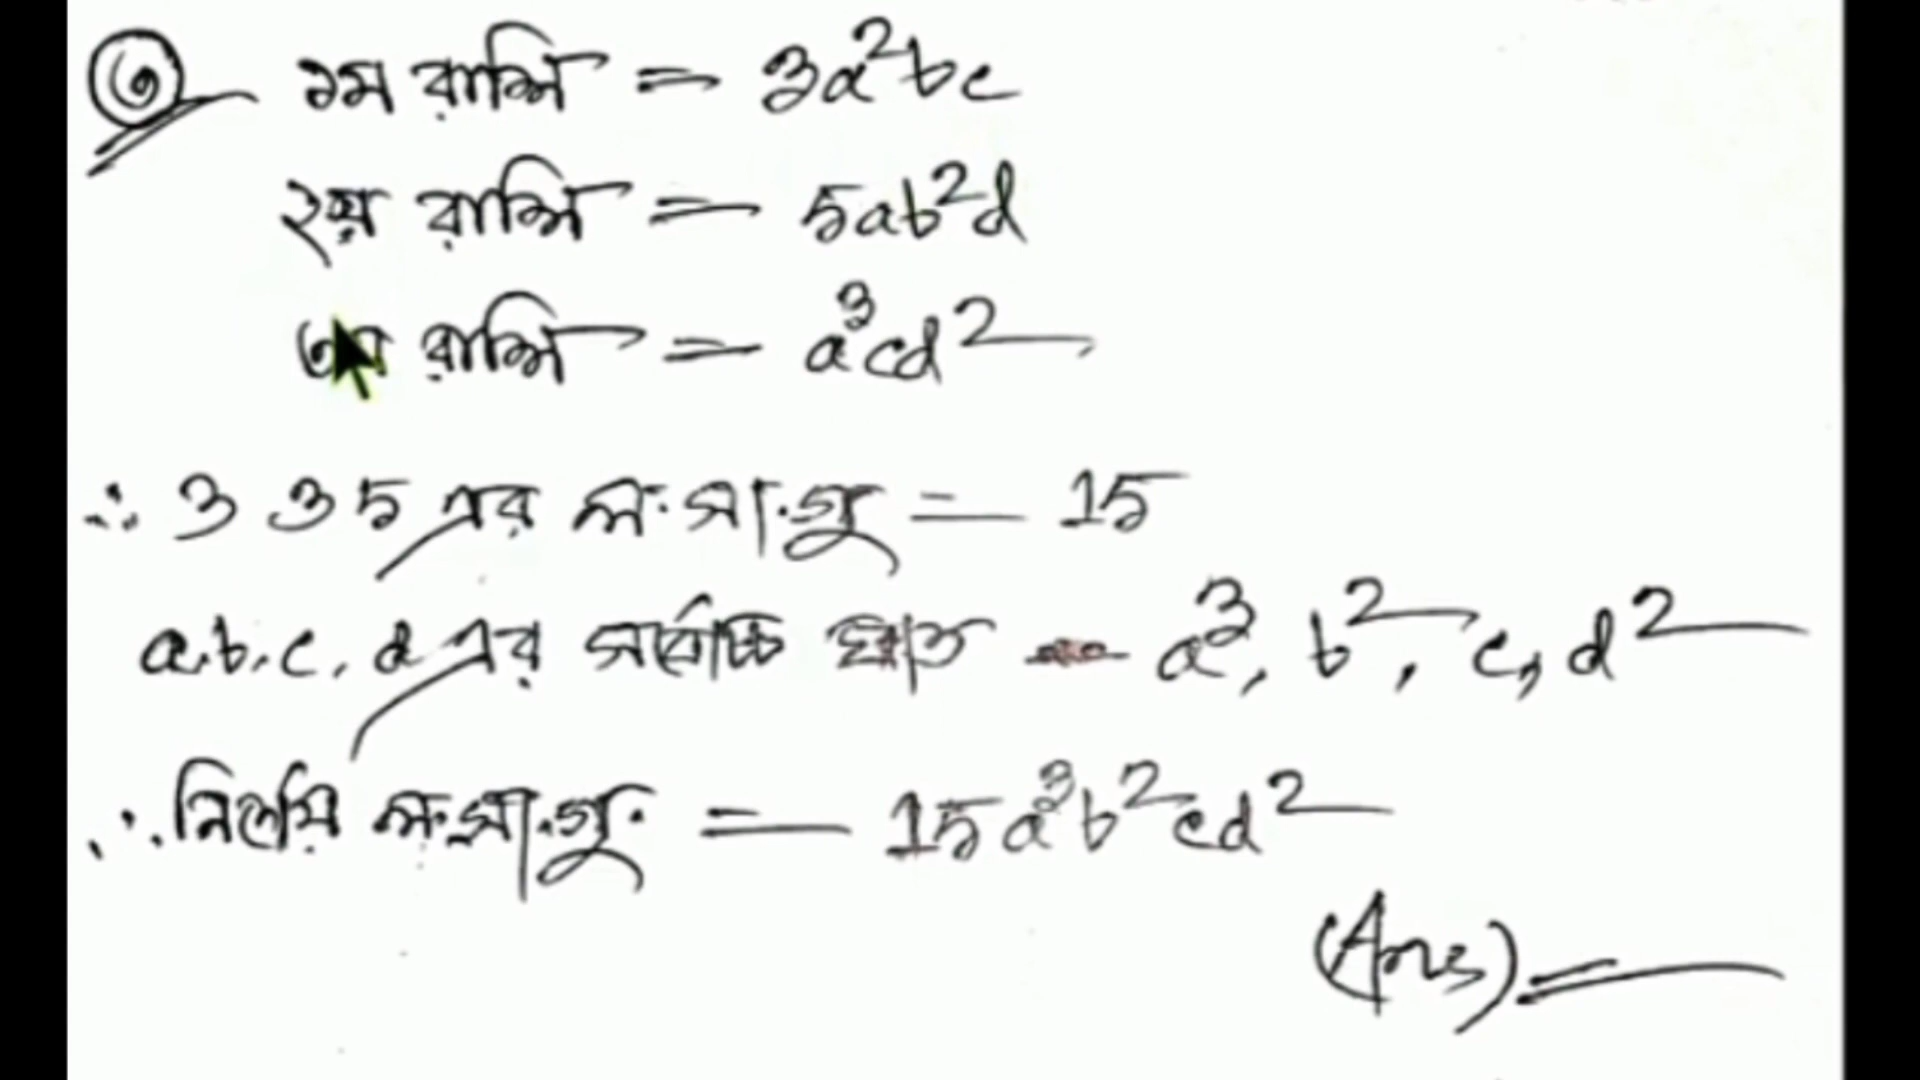 ৩ ১ম রাশি = 3a²bc
২য় রাশি = 5ab²d
৩য় রাশি = a³cd²
∴ 3 ও 5 এর ল.সা.গু = 15
a, b, c, d এর সর্বোচ্চ ঘাত = a³, b², c, d²
∴ নির্ণেয় ল.সা.গু. = 15a³b²cd²
(Ans)